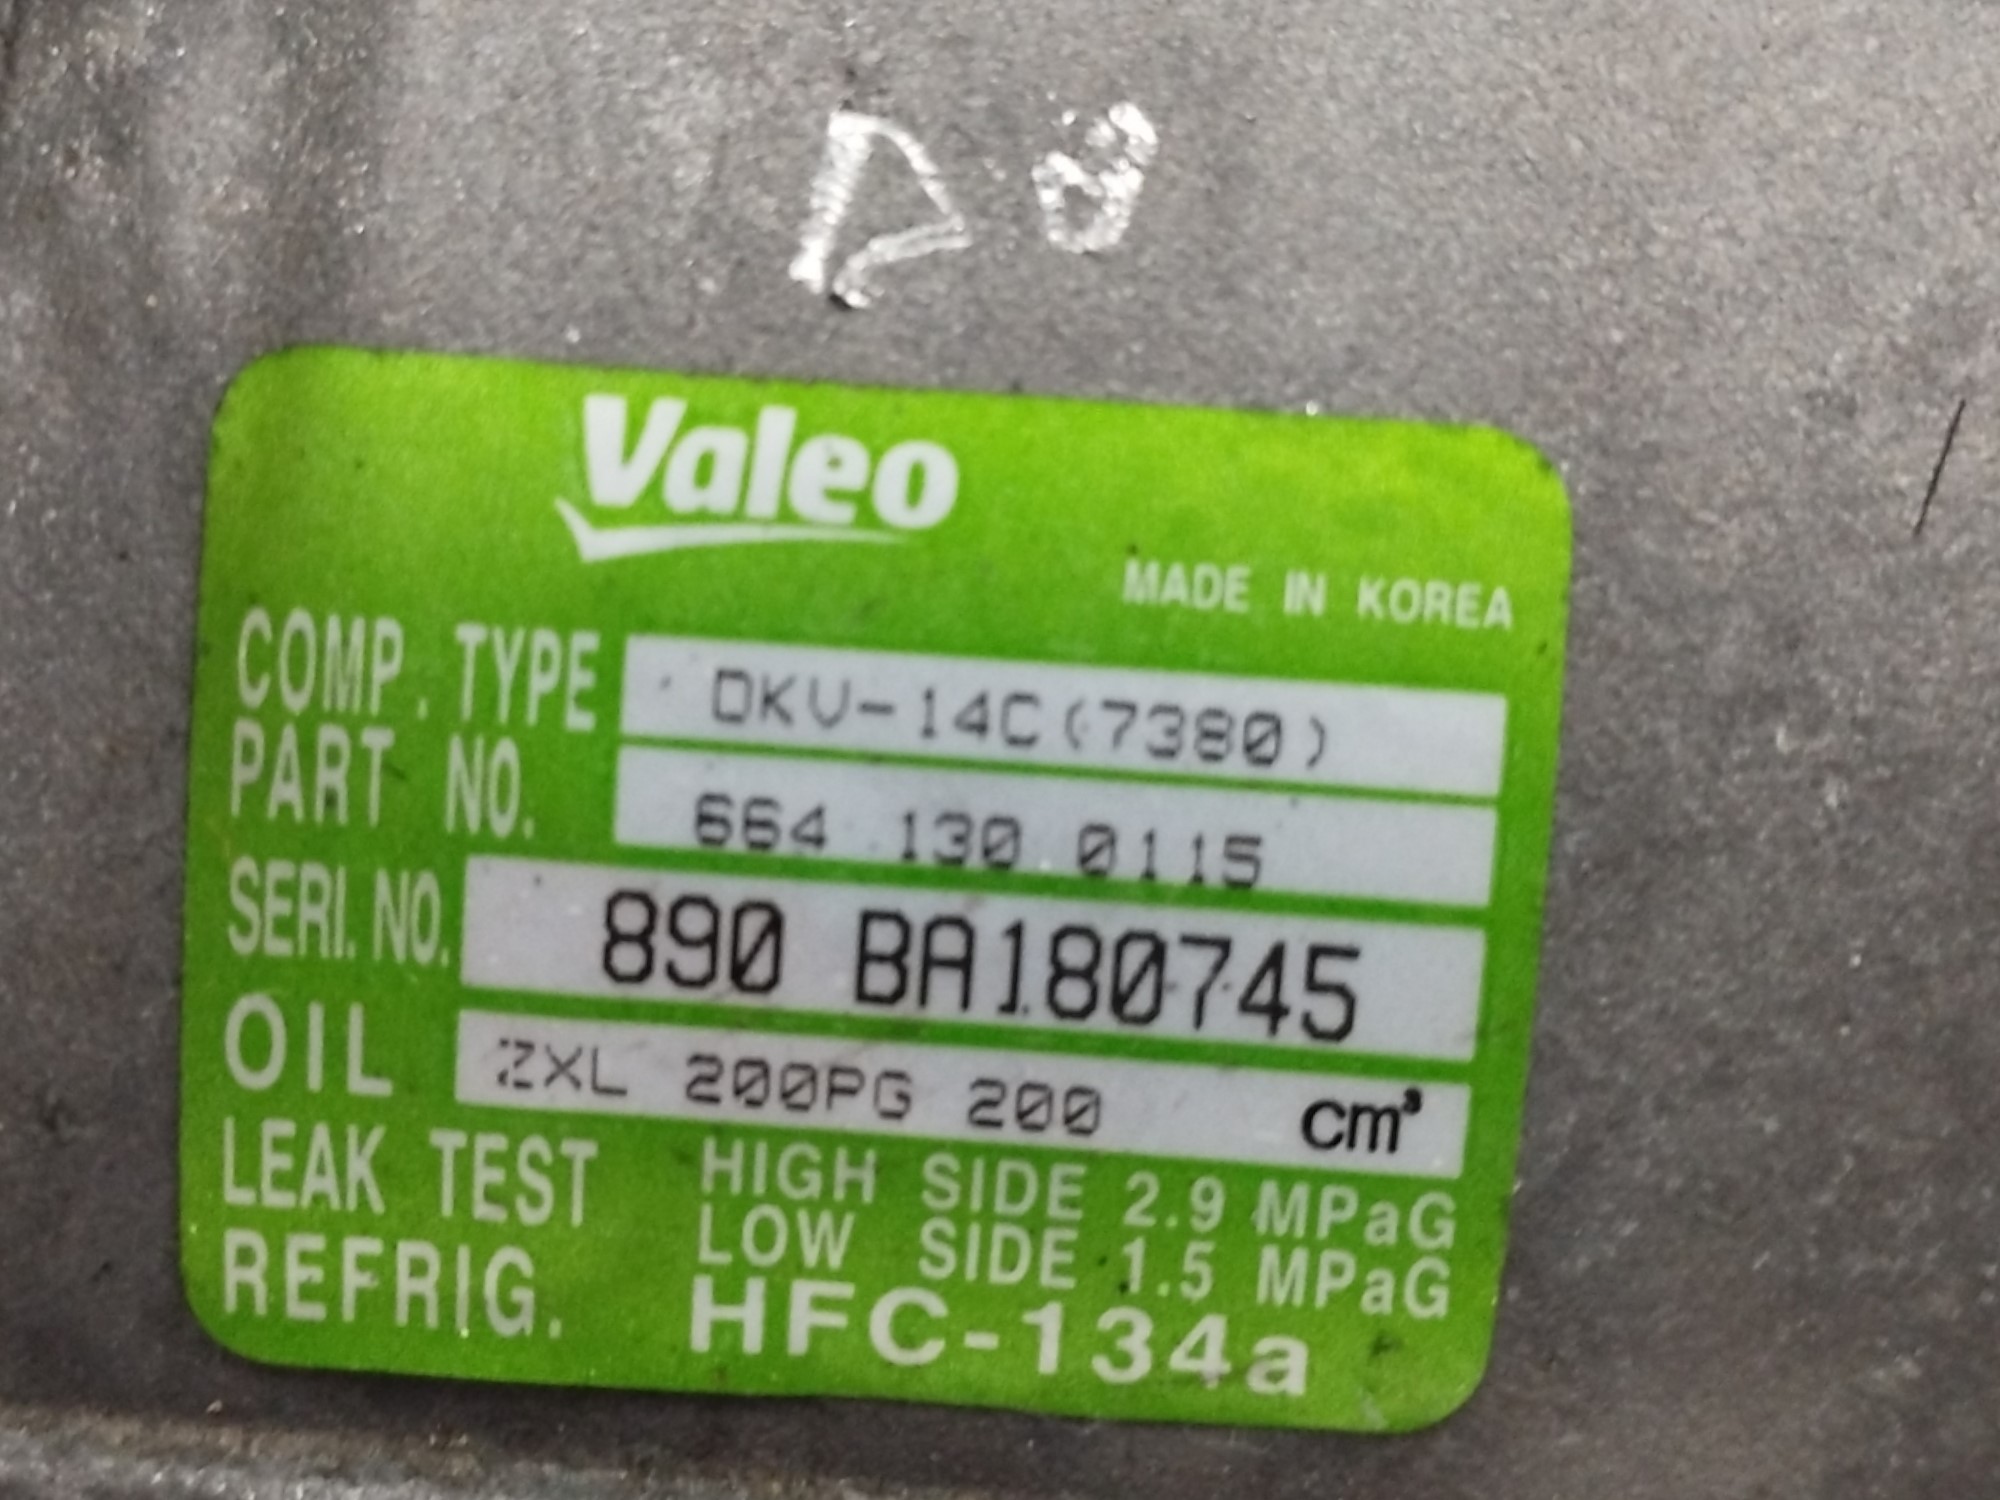 Valeo
MADE IN KOREA
COMP. TYPE DKV-14C(7380)
PART NO. 664 130 0115
SERI. NO. 890 BA180745
OIL ZXL 200PG 200 cm³
LEAK TEST HIGH SIDE 2.9 MPaG
LOW SIDE 1.5 MPaG
REFRIG. HFC-134a